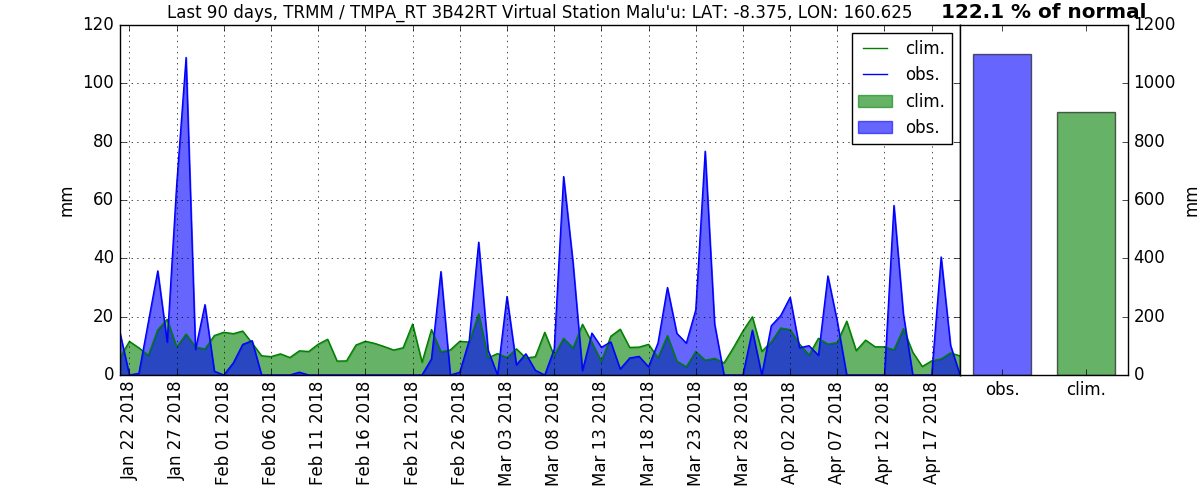 Last 90 days, TRMM / TMPA_RT 3B42RT Virtual Station Malu'u: LAT: -8.375, LON: 160.625
122.1 % of normal
mm
120
100
80
60
40
20
0
clim.
obs.
clim.
obs.
Jan 22 2018
Jan 27 2018
Feb 01 2018
Feb 06 2018
Feb 11 2018
Feb 16 2018
Feb 21 2018
Feb 26 2018
Mar 03 2018
Mar 08 2018
Mar 13 2018
Mar 18 2018
Mar 23 2018
Mar 28 2018
Apr 02 2018
Apr 07 2018
Apr 12 2018
Apr 17 2018
1200
1000
800
600
400
200
0
mm
obs.
clim.